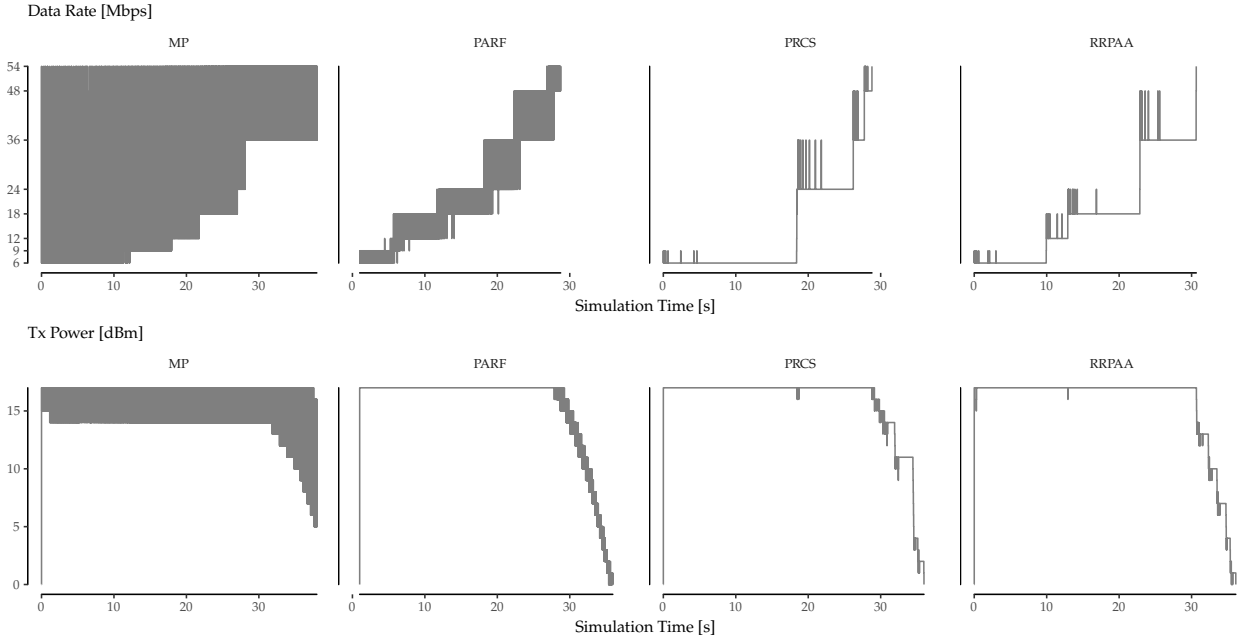 Data Rate [Mbps]
MP PARF PRCS RRPAA
54
48
36
24
18
12
9
6
0 10 20 30 0 10 20 30 0 10 20 30 0 10 20 30
Simulation Time [s]
Tx Power [dBm]
MP PARF PRCS RRPAA
15
10
5
0
0 10 20 30 0 10 20 30 0 10 20 30 0 10 20 30
Simulation Time [s]